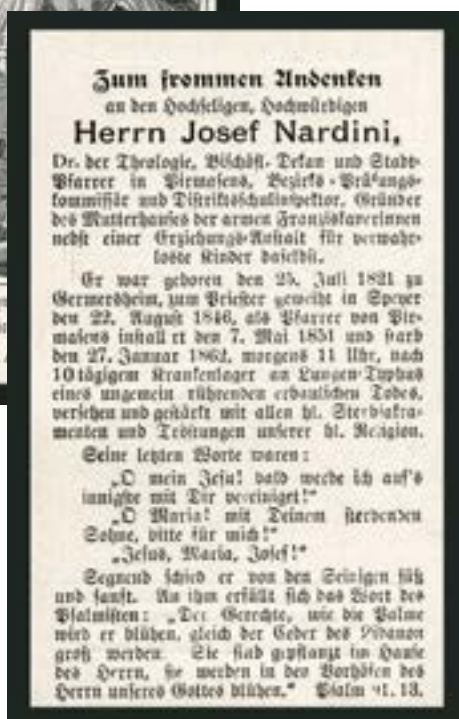 Zum frommen Andenken
an den Hochseligen, Hochwürdigen
Herrn Josef Nardini,
Dr. der Theologie, Bischöfl. Dekan und Stadt-
Pfarrer in Pirmasens, Bezirks-Prüfungs-
kommissär und Distriktsschulinspektor, Gründer
des Mutterhauses der armen Franziskanerinnen
nebst einer Erziehungs-Anstalt für verwahr-
loste Kinder daselbst.
Er war geboren den 25. Juli 1821 zu
Germersheim, zum Priester geweiht in Speyer
den 22. August 1846, als Pfarrer von Pir-
masens install rt den 7. Mai 1851 und starb
den 27. Januar 1862, morgens 11 Uhr, nach
10 tägigem Krankenlager an Lungen-Typhus
eines ungemein rührenden erbaulichen Todes,
versehen und gestärkt mit allen hl. Sterbsakra-
menten und Tröstungen unserer hl. Religion.
Seine letzten Worte waren:
„O mein Jesu! bald werde ich auf's
innigste mit Dir vereiniget!"
„O Maria! mit Deinem sterbenden
Sohne, bitte für mich!"
„Jesus, Maria, Josef!"
Segnend schied er von den Seinigen süß
und sanft. An ihm erfüllt sich das Wort des
Psalmisten: „Der Gerechte, wie die Palme
wird er blühen, gleich der Ceder des Libanon
groß werden. Sie sind gepflanzt im Hause
des Herrn, sie werden in den Vorhöfen des
Herrn unseres Gottes blühen." Psalm 91. 13.